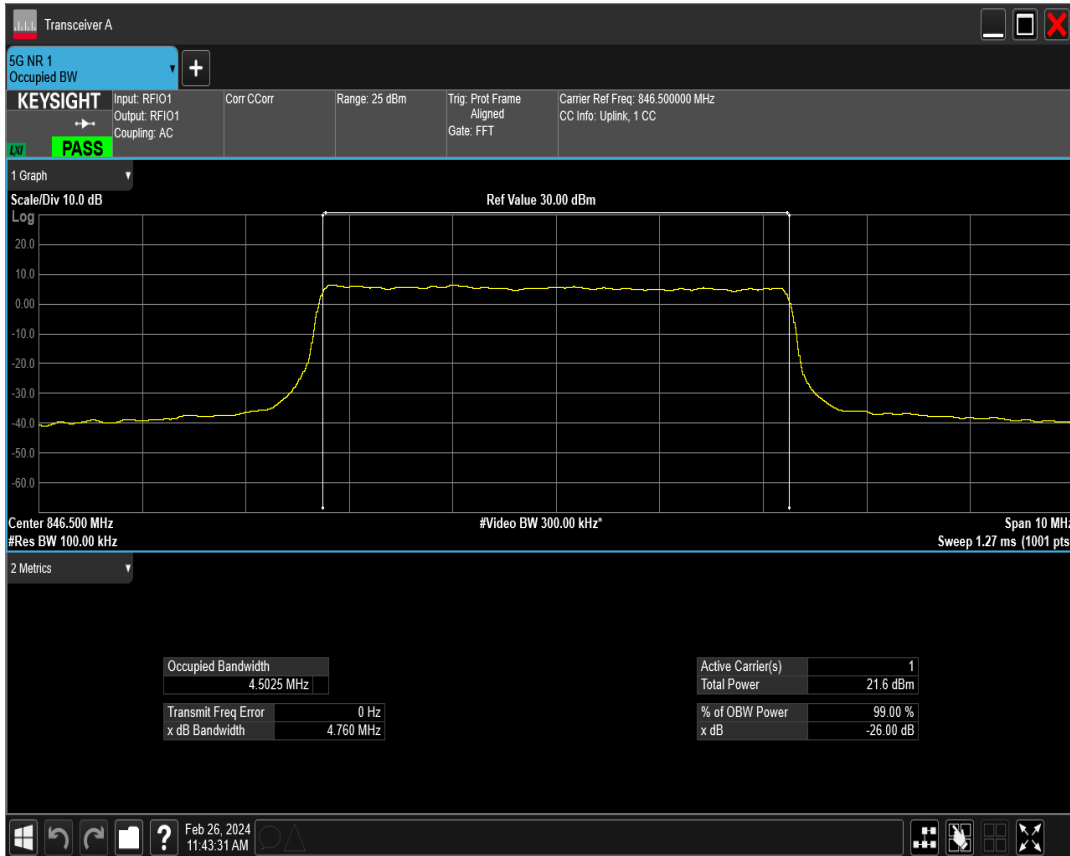 Transceiver A
5G NR 1
Occupied BW
+
KEYSIGHT
LXI
PASS
Input: RFIO1
Output: RFIO1
Coupling: AC
Corr CCorr
Range: 25 dBm
Trig: Prot Frame
Aligned
Gate: FFT
Carrier Ref Freq: 846.500000 MHz
CC Info: Uplink, 1 CC
1 Graph
Scale/Div 10.0 dB
Ref Value 30.00 dBm
Log
20.0
10.0
0.00
-10.0
-20.0
-30.0
-40.0
-50.0
-60.0
Center 846.500 MHz
#Video BW 300.00 kHz*
Span 10 MHz
#Res BW 100.00 kHz
Sweep 1.27 ms (1001 pts
2 Metrics
Occupied Bandwidth
4.5025 MHz
Transmit Freq Error 0 Hz
x dB Bandwidth 4.760 MHz
Active Carrier(s) 1
Total Power 21.6 dBm
% of OBW Power 99.00 %
x dB -26.00 dB
?
Feb 26, 2024
11:43:31 AM